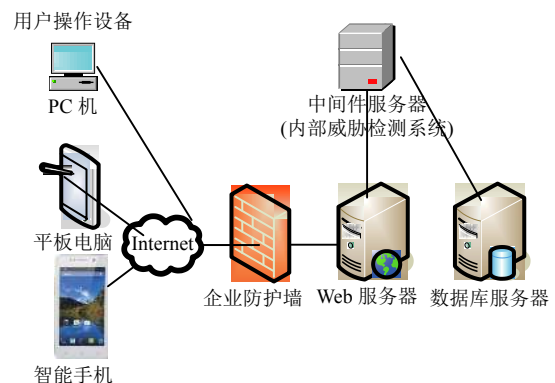 用户操作设备
PC 机
中间件服务器
(内部威胁检测系统)
平板电脑
Internet
企业防护墙
Web 服务器
数据库服务器
智能手机